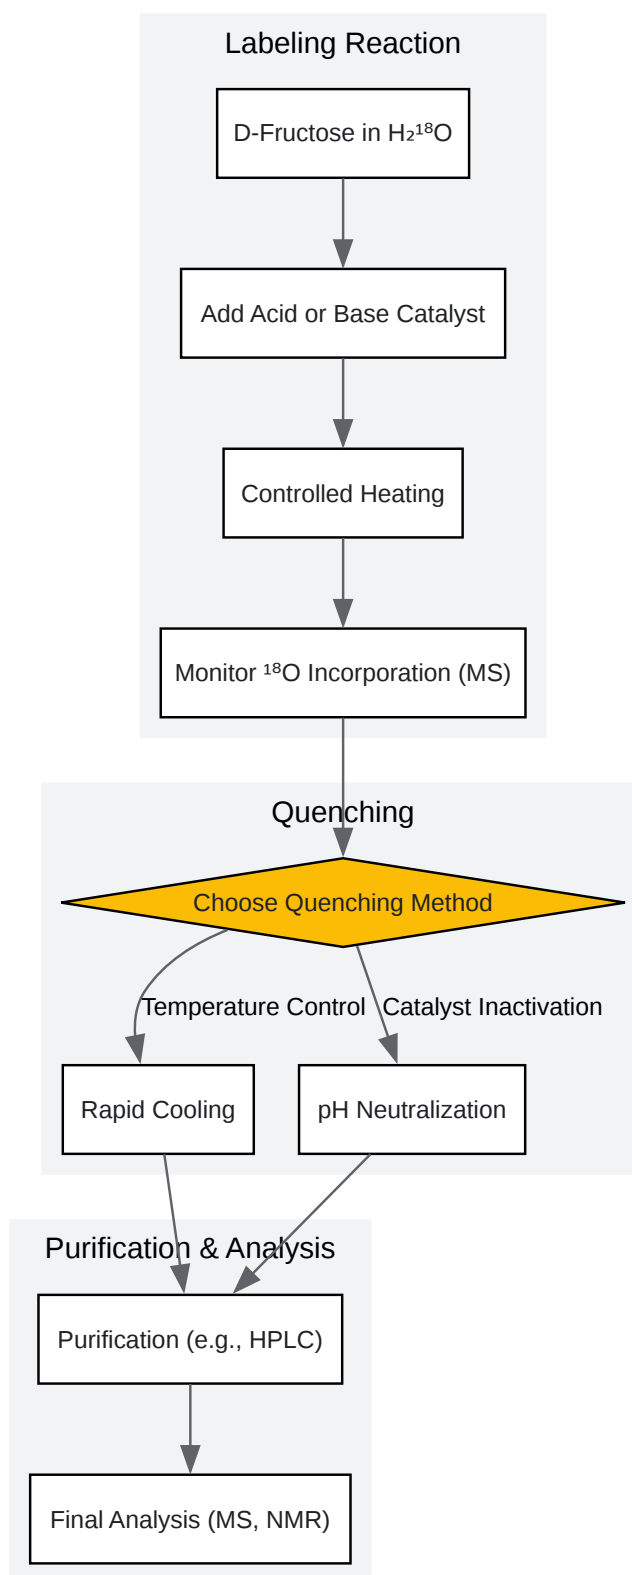 Labeling Reaction
D-Fructose in H₂¹⁸O
Add Acid or Base Catalyst
Controlled Heating
Monitor ¹⁸O Incorporation (MS)
Quenching
Choose Quenching Method
Temperature Control
Catalyst Inactivation
Rapid Cooling
pH Neutralization
Purification & Analysis
Purification (e.g., HPLC)
Final Analysis (MS, NMR)